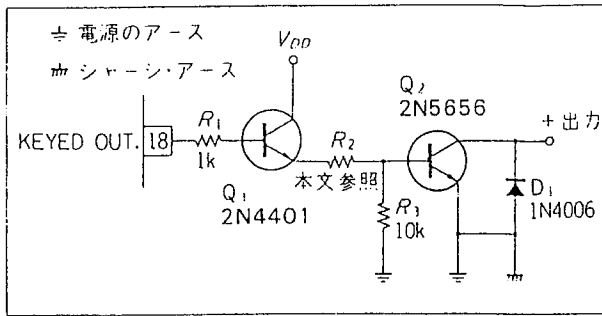 電源のアース
シャーシ・アース
VDD
KEYED OUT. 18
R1
1k
Q1
2N4401
R2
本文参照
R3
10k
Q2
2N5656
+出力
D1
1N4006